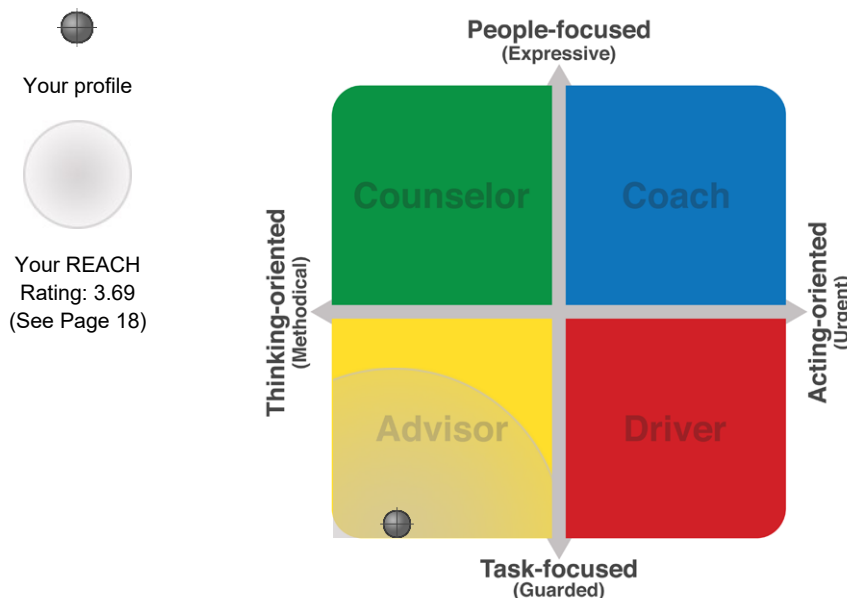 Your profile
Your REACH
Rating: 3.69
(See Page 18)
People-focused
(Expressive)
Counselor
Coach
Thinking-oriented
(Methodical)
Acting-oriented
(Urgent)
Advisor
Driver
Task-focused
(Guarded)